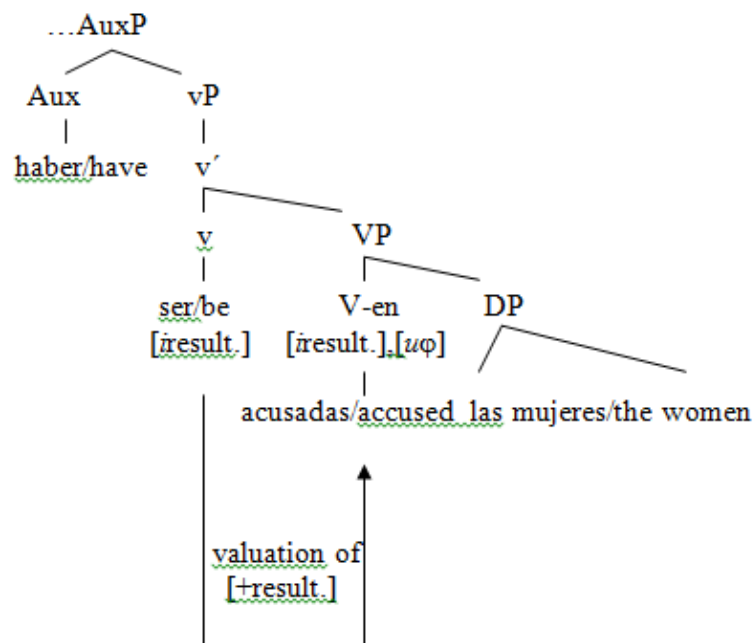 …AuxP
Aux vP
haber/have v´
v VP
ser/be V-en DP
[iresult.] [iresult.],[uφ]
acusadas/accused las mujeres/the women
valuation of
[+result.]